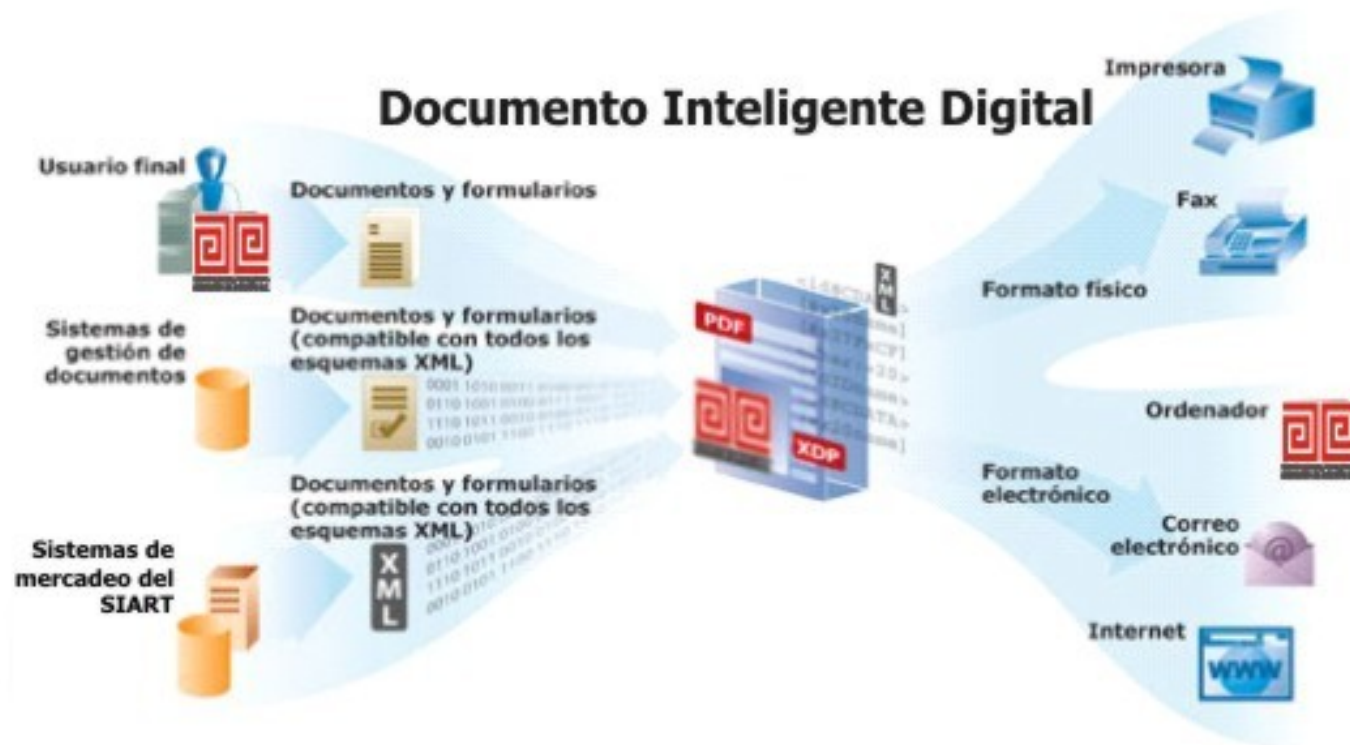 Documento Inteligente Digital
Usuario final
Documentos y formularios
Sistemas de
gestión de
documentos
Documentos y formularios
(compatible con todos los
esquemas XML)
Sistemas de
mercadeo del
SIART
Documentos y formularios
(compatible con todos los
esquemas XML)
XML
PDF
XDP
XML
Impresora
Fax
Formato físico
Formato
electrónico
Ordenador
Correo
electrónico
Internet
www